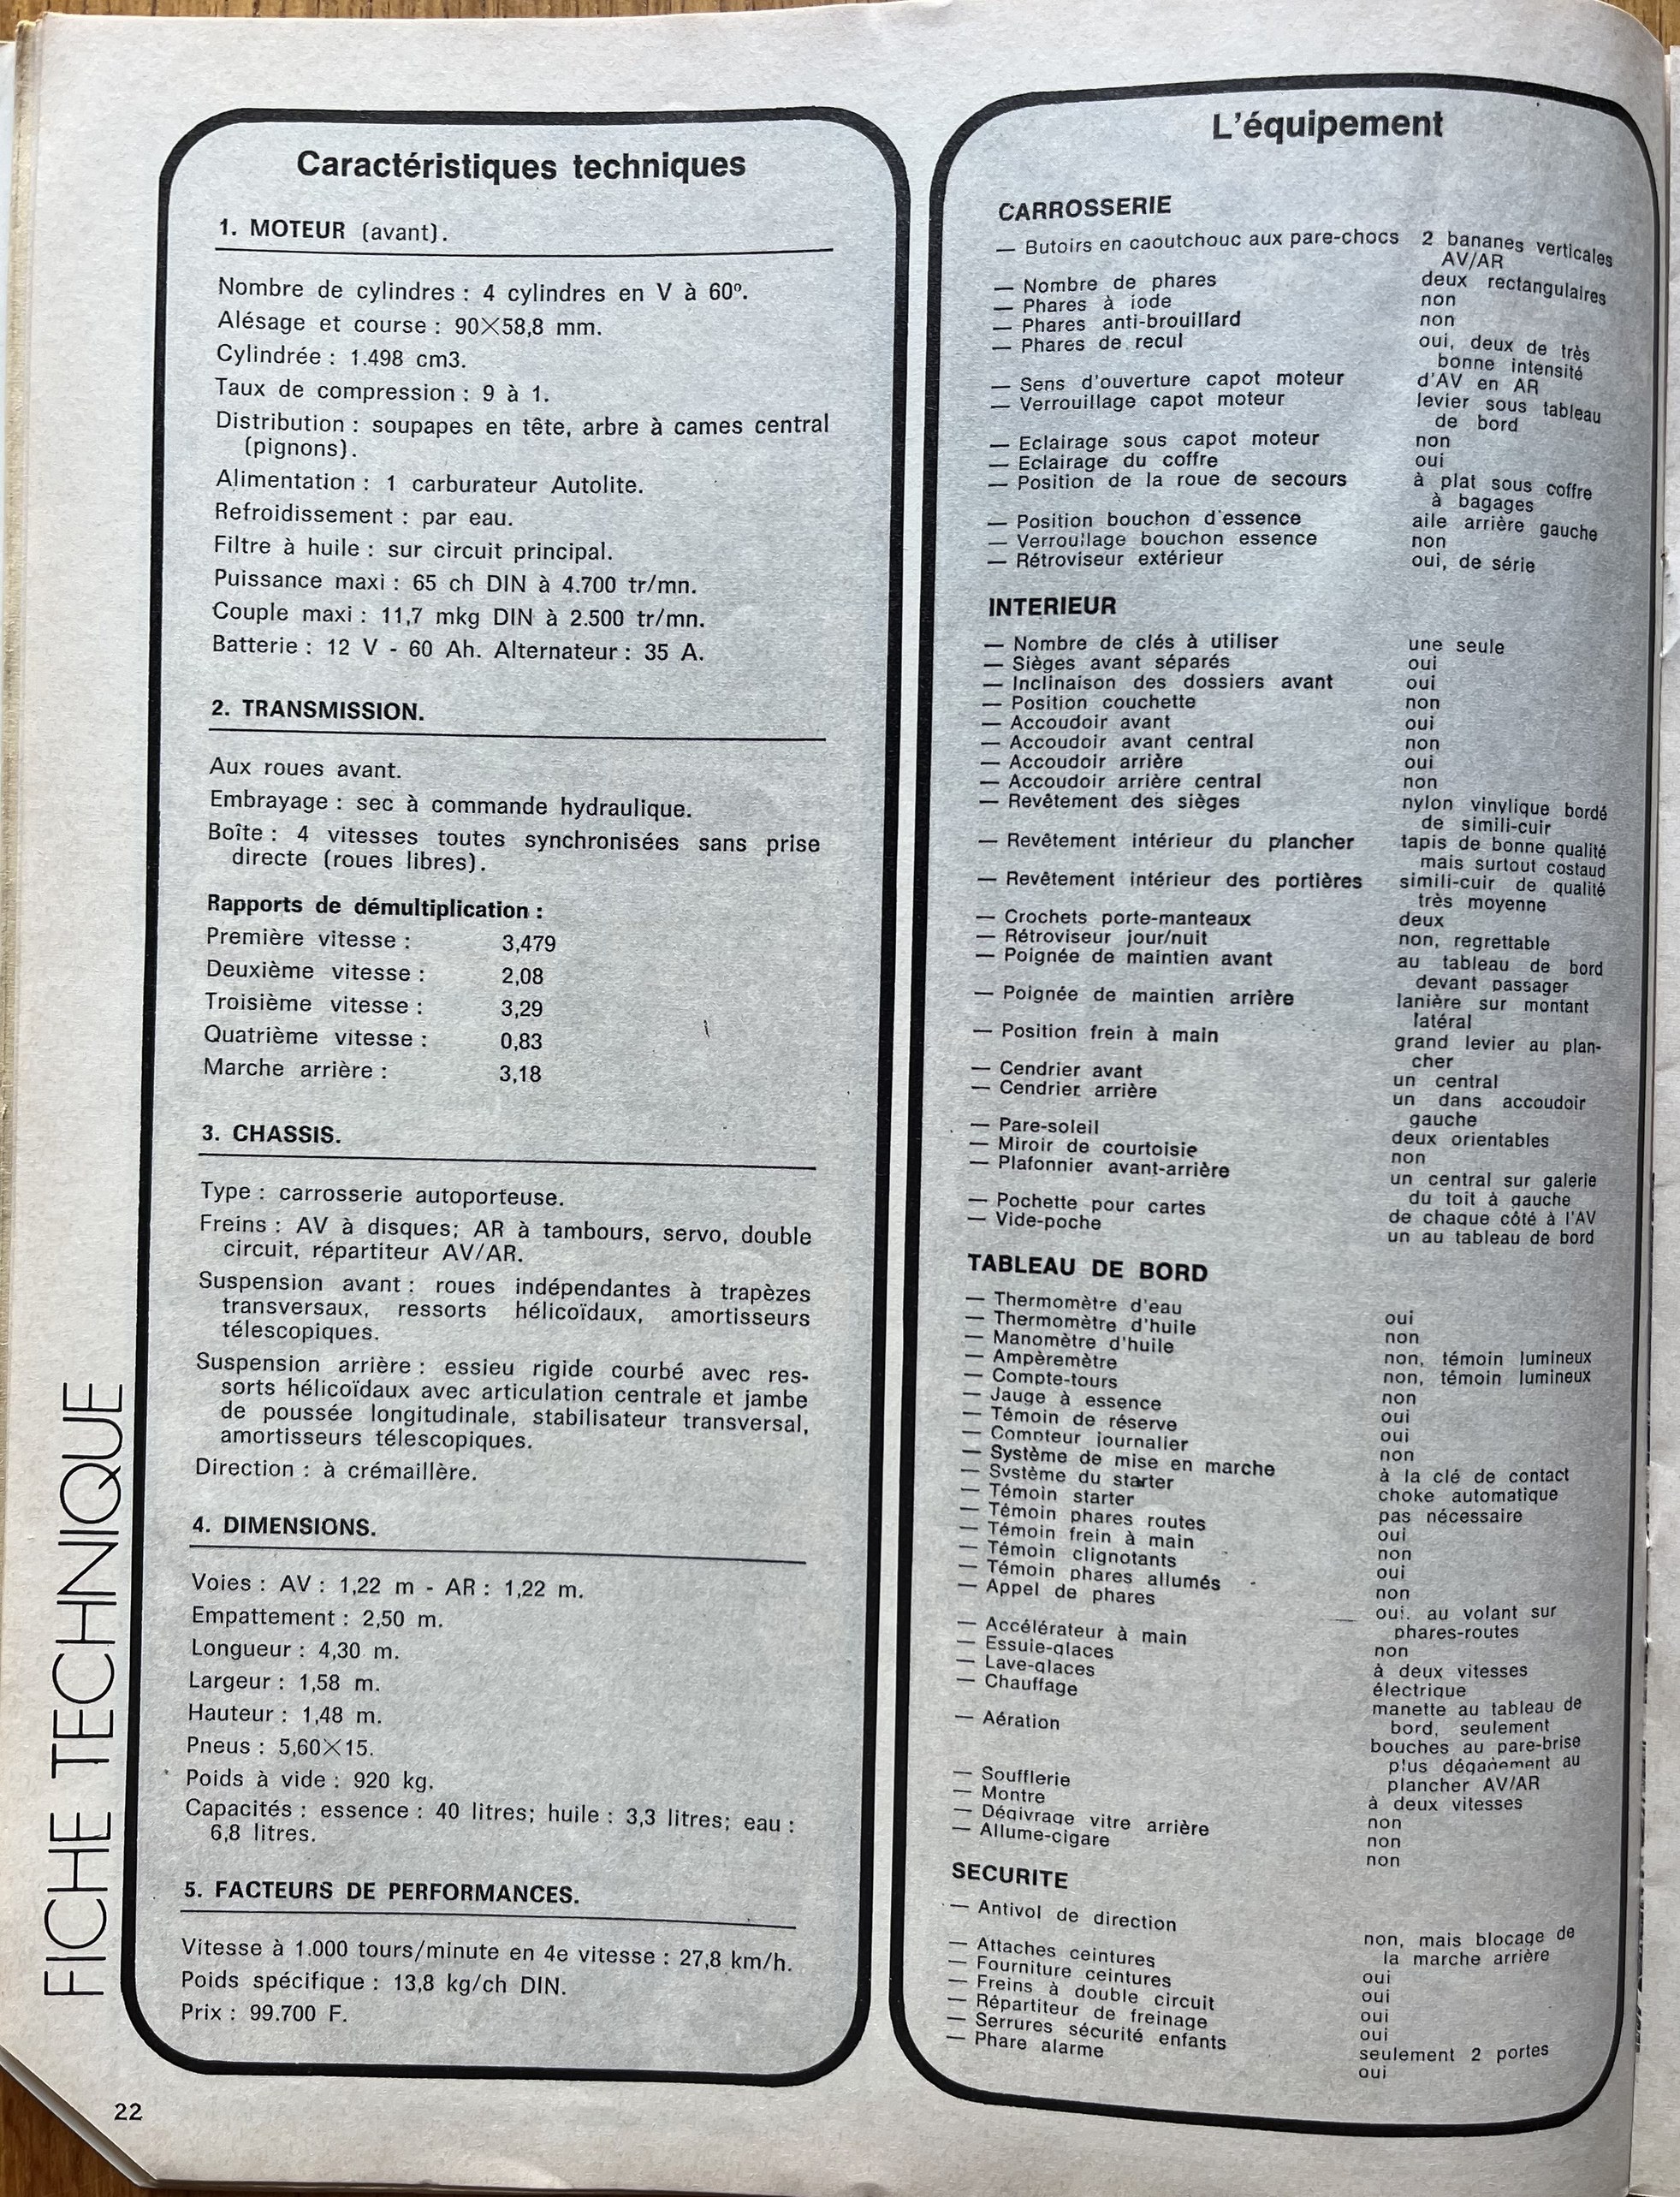 FICHE TECHNIQUE
Caractéristiques techniques
1. MOTEUR (avant).
Nombre de cylindres : 4 cylindres en V à 60º.
Alésage et course : 90×58,8 mm.
Cylindrée : 1.498 cm3.
Taux de compression : 9 à 1.
Distribution : soupapes en tête, arbre à cames central
(pignons).
Alimentation : 1 carburateur Autolite.
Refroidissement : par eau.
Filtre à huile : sur circuit principal.
Puissance maxi : 65 ch DIN à 4.700 tr/mn.
Couple maxi : 11,7 mkg DIN à 2.500 tr/mn.
Batterie : 12 V - 60 Ah. Alternateur : 35 A.
2. TRANSMISSION.
Aux roues avant.
Embrayage : sec à commande hydraulique.
Boîte : 4 vitesses toutes synchronisées sans prise
directe (roues libres).
Rapports de démultiplication :
Première vitesse : 3,479
Deuxième vitesse : 2,08
Troisième vitesse : 3,29
Quatrième vitesse : 0,83
Marche arrière : 3,18
3. CHASSIS.
Type : carrosserie autoporteuse.
Freins : AV à disques; AR à tambours, servo, double
circuit, répartiteur AV/AR.
Suspension avant : roues indépendantes à trapèzes
transversaux, ressorts hélicoïdaux, amortisseurs
télescopiques.
Suspension arrière : essieu rigide courbé avec res-
sorts hélicoïdaux avec articulation centrale et jambe
de poussée longitudinale, stabilisateur transversal,
amortisseurs télescopiques.
Direction : à crémaillère.
4. DIMENSIONS.
Voies : AV : 1,22 m - AR : 1,22 m.
Empattement : 2,50 m.
Longueur : 4,30 m.
Largeur : 1,58 m.
Hauteur : 1,48 m.
Pneus : 5,60×15.
Poids à vide : 920 kg.
Capacités : essence : 40 litres; huile : 3,3 litres; eau :
6,8 litres.
5. FACTEURS DE PERFORMANCES.
Vitesse à 1.000 tours/minute en 4e vitesse : 27,8 km/h.
Poids spécifique : 13,8 kg/ch DIN.
Prix : 99.700 F.
22
L'équipement
CARROSSERIE
— Butoirs en caoutchouc aux pare-chocs 2 bananes verticales
AV/AR
— Nombre de phares deux rectangulaires
— Phares à iode non
— Phares anti-brouillard non
— Phares de recul oui, deux de très
bonne intensité
— Sens d'ouverture capot moteur d'AV en AR
— Verrouillage capot moteur levier sous tableau
de bord
— Eclairage sous capot moteur non
— Eclairage du coffre oui
— Position de la roue de secours à plat sous coffre
à bagages
— Position bouchon d'essence aile arrière gauche
— Verrouillage bouchon essence non
— Rétroviseur extérieur oui, de série
INTERIEUR
— Nombre de clés à utiliser une seule
— Sièges avant séparés oui
— Inclinaison des dossiers avant oui
— Position couchette non
— Accoudoir avant oui
— Accoudoir avant central non
— Accoudoir arrière oui
— Accoudoir arrière central non
— Revêtement des sièges nylon vinylique bordé
de simili-cuir
— Revêtement intérieur du plancher tapis de bonne qualité
mais surtout costaud
— Revêtement intérieur des portières simili-cuir de qualité
très moyenne
— Crochets porte-manteaux deux
— Rétroviseur jour/nuit non, regrettable
— Poignée de maintien avant au tableau de bord
devant passager
— Poignée de maintien arrière lanière sur montant
latéral
— Position frein à main grand levier au plan-
cher
— Cendrier avant un central
— Cendrier arrière un dans accoudoir
gauche
— Pare-soleil deux orientables
— Miroir de courtoisie non
— Plafonnier avant-arrière un central sur galerie
du toit à gauche
— Pochette pour cartes de chaque côté à l'AV
— Vide-poche un au tableau de bord
TABLEAU DE BORD
— Thermomètre d'eau oui
— Thermomètre d'huile non
— Manomètre d'huile non, témoin lumineux
— Ampèremètre non, témoin lumineux
— Compte-tours non
— Jauge à essence oui
— Témoin de réserve oui
— Compteur journalier non
— Système de mise en marche à la clé de contact
— Système du starter choke automatique
— Témoin starter pas nécessaire
— Témoin phares routes oui
— Témoin frein à main non
— Témoin clignotants oui
— Témoin phares allumés non
— Appel de phares oui. au volant sur
phares-routes
— Accélérateur à main non
— Essuie-glaces à deux vitesses
— Lave-glaces électrique
— Chauffage manette au tableau de
bord, seulement
— Aération bouches au pare-brise
plus dégagement au
plancher AV/AR
— Soufflerie à deux vitesses
— Montre non
— Dégivrage vitre arrière non
— Allume-cigare non
SECURITE
— Antivol de direction non, mais blocage de
la marche arrière
— Attaches ceintures oui
— Fourniture ceintures oui
— Freins à double circuit oui
— Répartiteur de freinage oui
— Serrures sécurité enfants seulement 2 portes
— Phare alarme oui